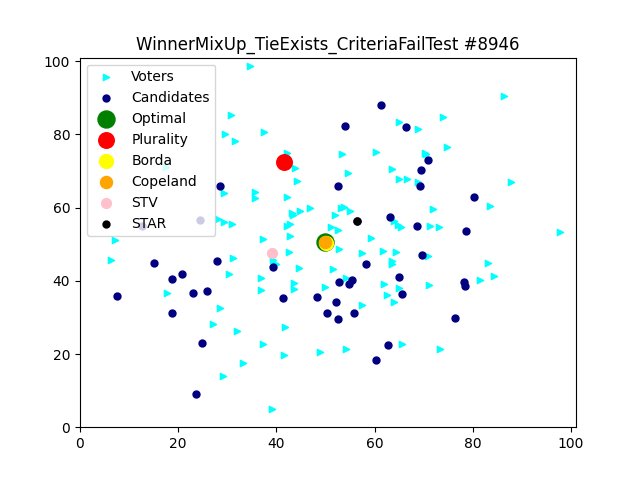 WinnerMixUp_TieExists_CriteriaFailTest #8946
100
80
60
40
20
0
Voters
Candidates
Optimal
Plurality
Borda
Copeland
STV
STAR
0 20 40 60 80 100